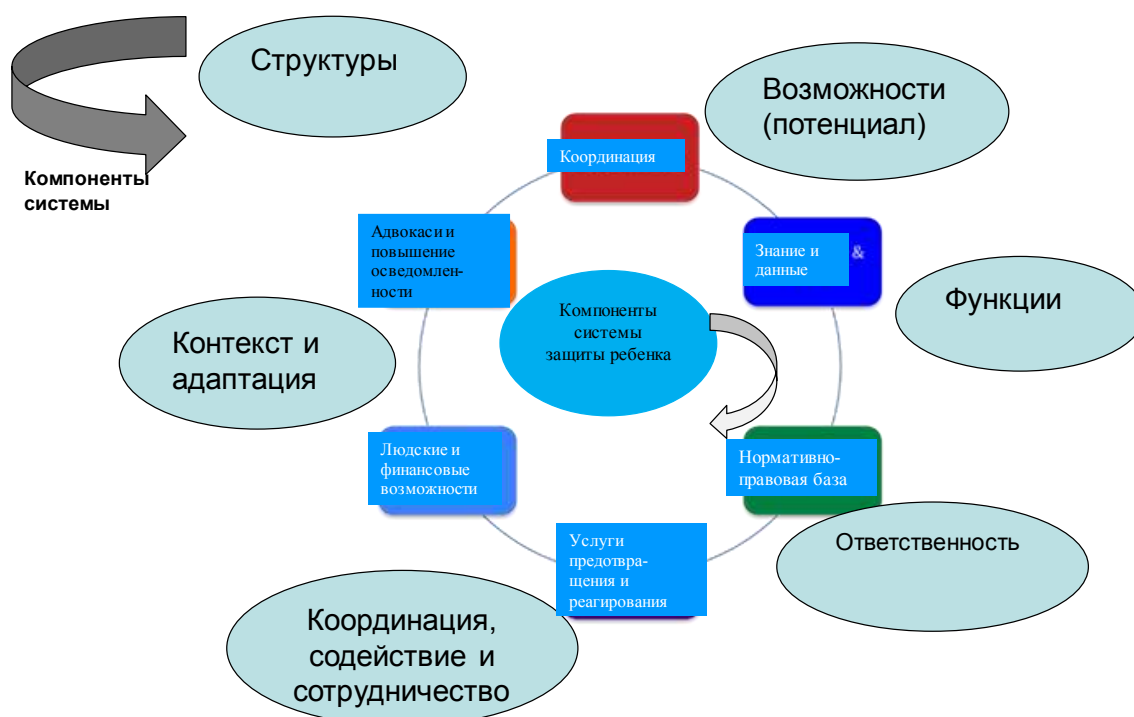 Структуры
Возможности
(потенциал)
Координация
Компоненты
системы
Адвокаси и
повышение
осведомлен-
ности
Знание и
данные
&
Функции
Компоненты
системы
защиты ребенка
Контекст и
адаптация
Людские и
финансовые
возможности
Нормативно-
правовая база
Услуги
предотвра-
щения и
реагирования
Ответственность
Координация,
содействие и
сотрудничество